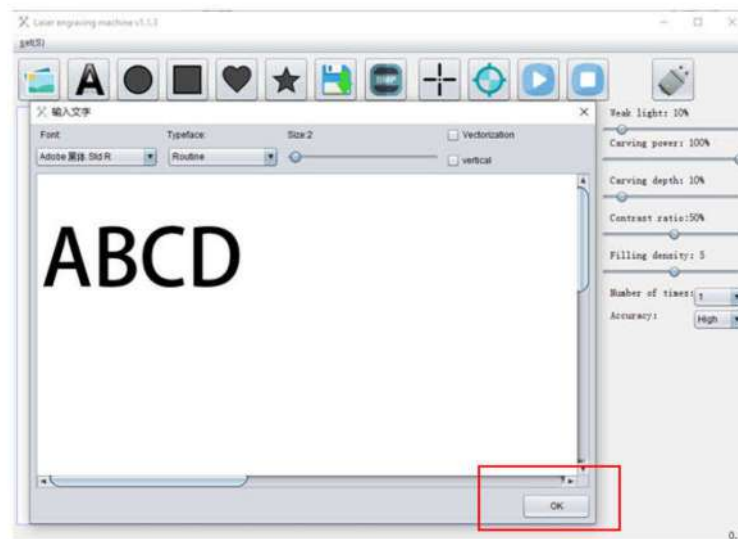 Laser engraving machine v1.1.3
set(S)
A
输入文字
Font:
Typeface:
Size:2
Vectorization
Adobe 黑体 Std R
Routine
vertical
ABCD
OK
Weak light: 10%
Carving power: 100%
Carving depth: 10%
Contrast ratio:50%
Filling density: 5
Number of times:
1
Accuracy:
High
0.